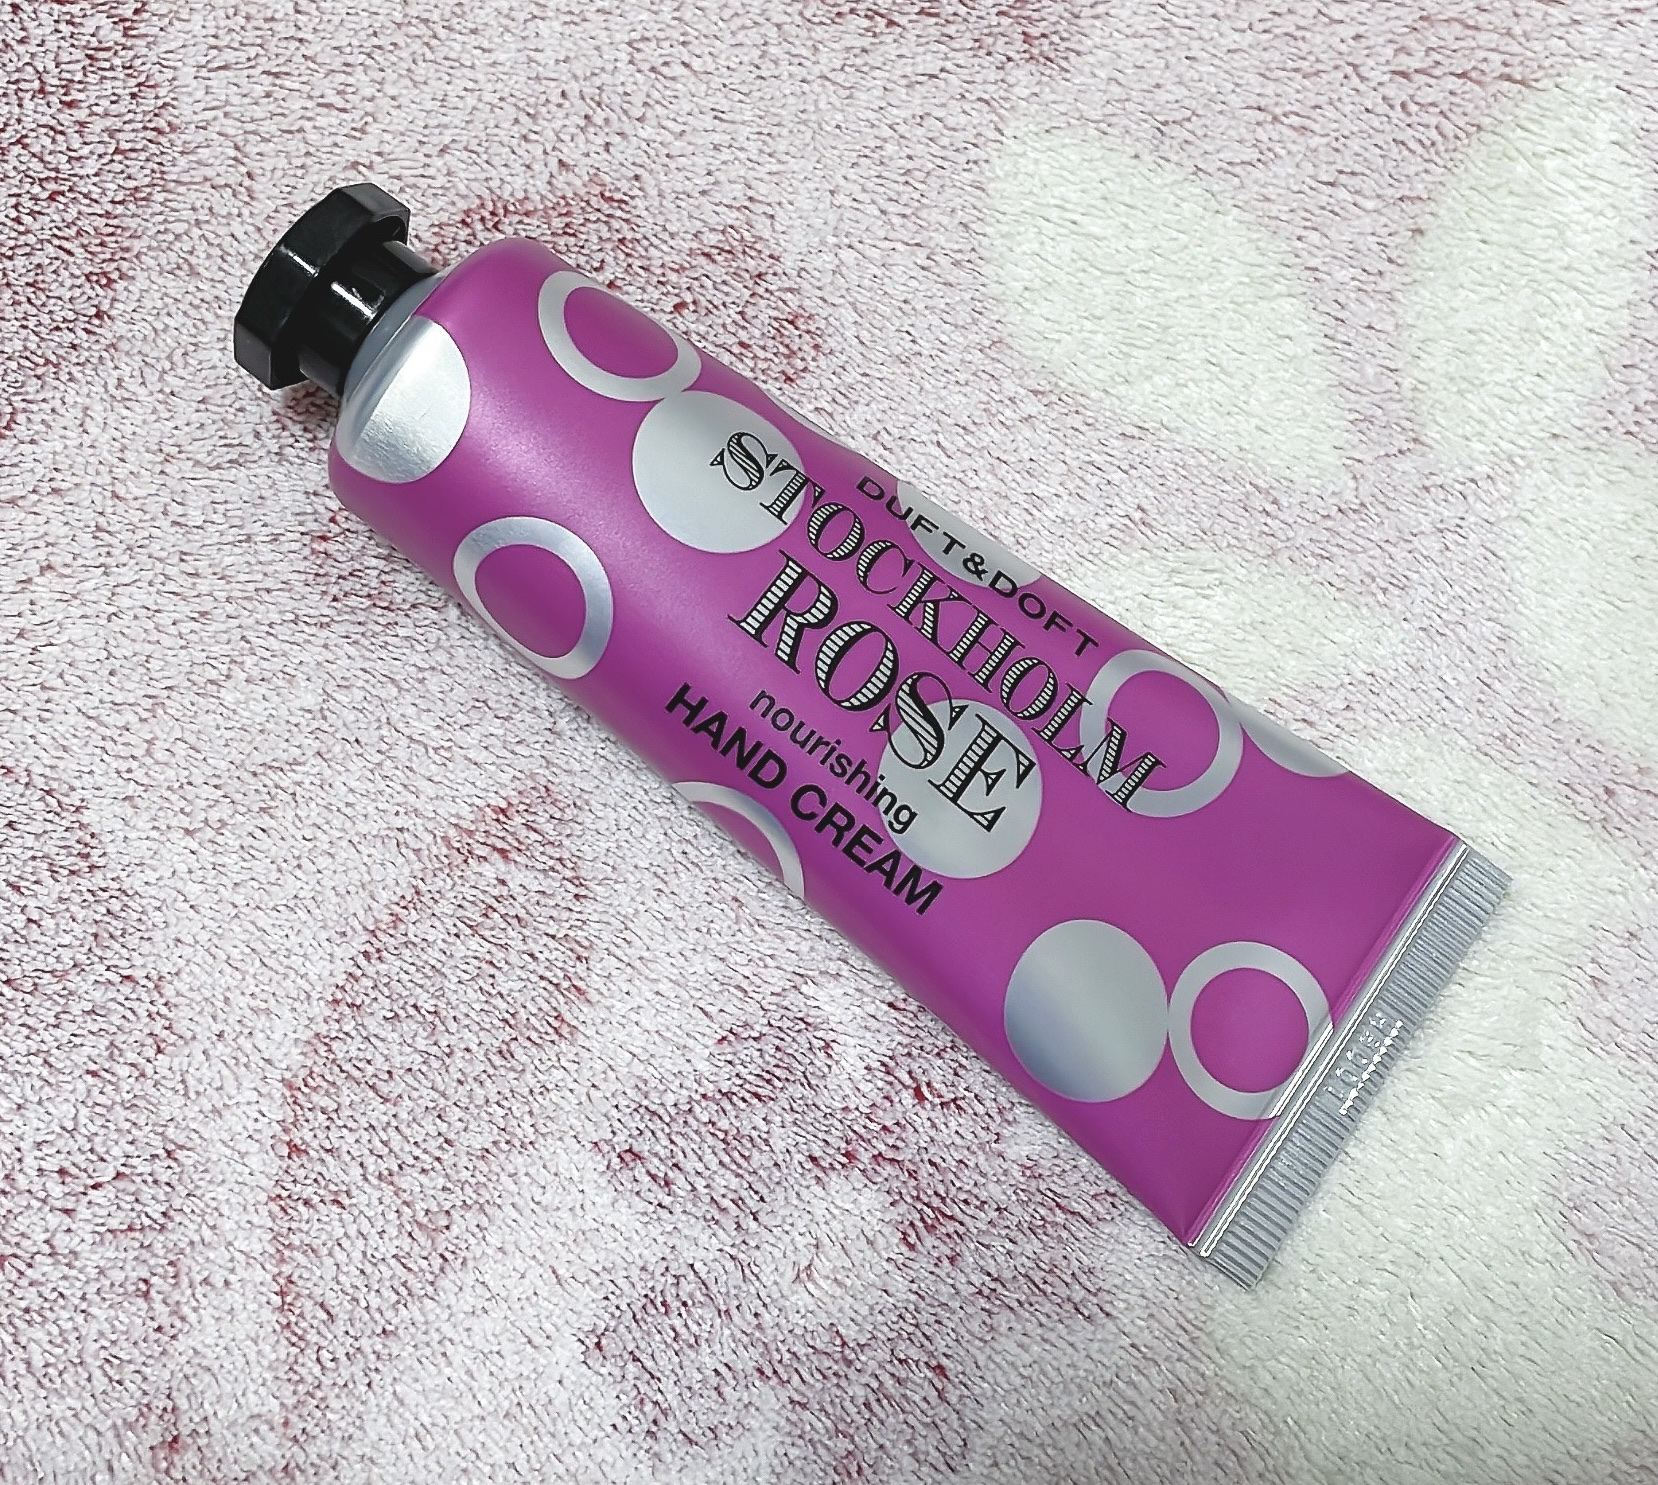 DUFT&DOFT
STOCKHOLM
ROSE
nourishing
HAND CREAM